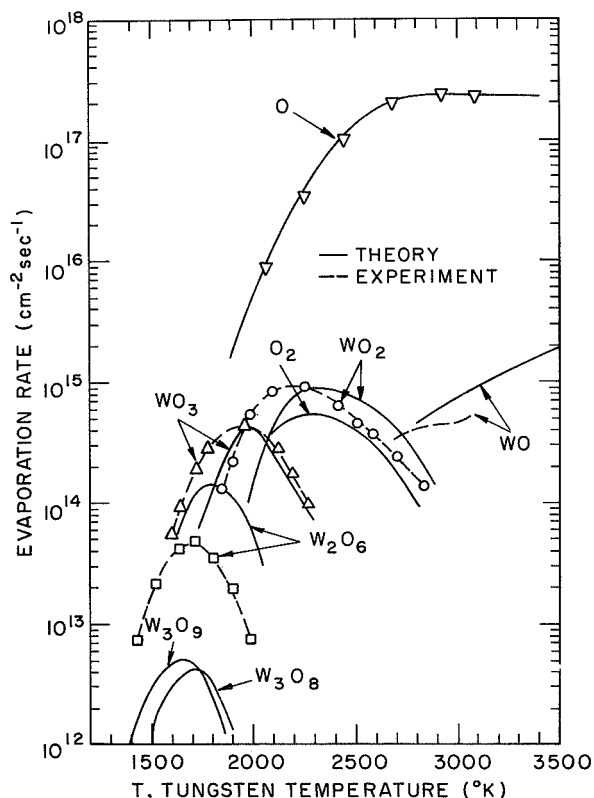 10^18
10^17
10^16
10^15
10^14
10^13
10^12
EVAPORATION RATE (cm^-2 sec^-1)
O
— THEORY
--- EXPERIMENT
O2
WO2
WO3
WO
W2O6
W3O9
W3O8
1500 2000 2500 3000 3500
T, TUNGSTEN TEMPERATURE (°K)